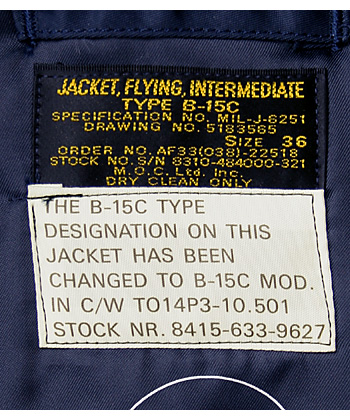 JACKET, FLYING, INTERMEDIATE
TYPE B-15C
SPECIFICATION NO. MIL-J-6251
DRAWING NO. 5183585
SIZE 36
ORDER NO. AF33(038)-22518
STOCK NO. S/N 8310-484000-321
M.O.C. Ltd. Inc.
DRY CLEAN ONLY
THE B-15C TYPE
DESIGNATION ON THIS
JACKET HAS BEEN
CHANGED TO B-15C MOD.
IN C/W TO14P3-10.501
STOCK NR. 8415-633-9627